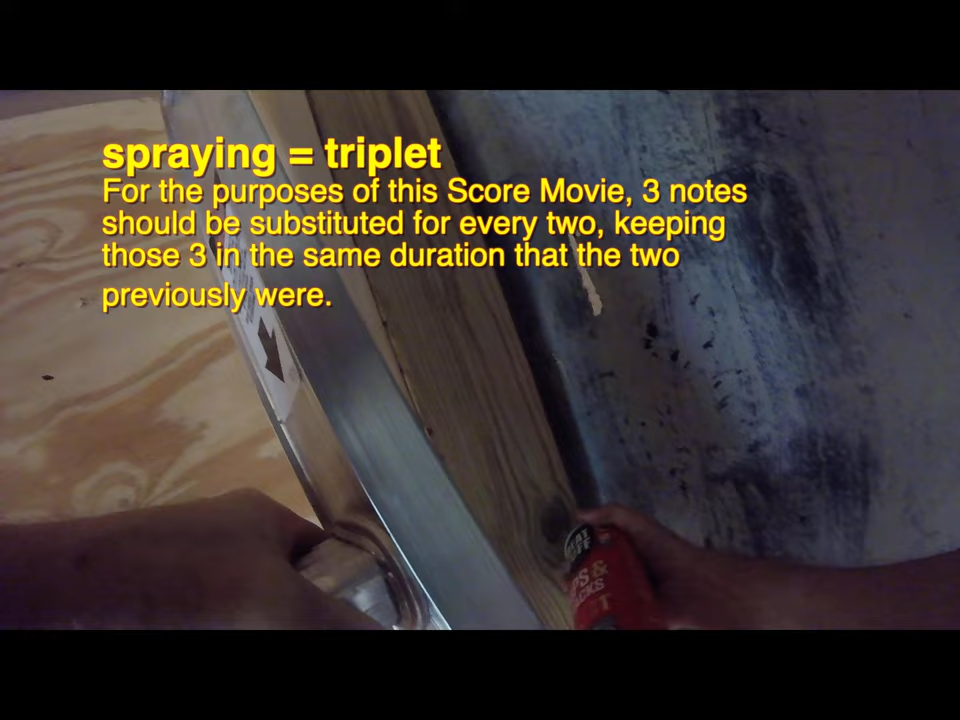 spraying = triplet
For the purposes of this Score Movie, 3 notes
should be substituted for every two, keeping
those 3 in the same duration that the two
previously were.
&